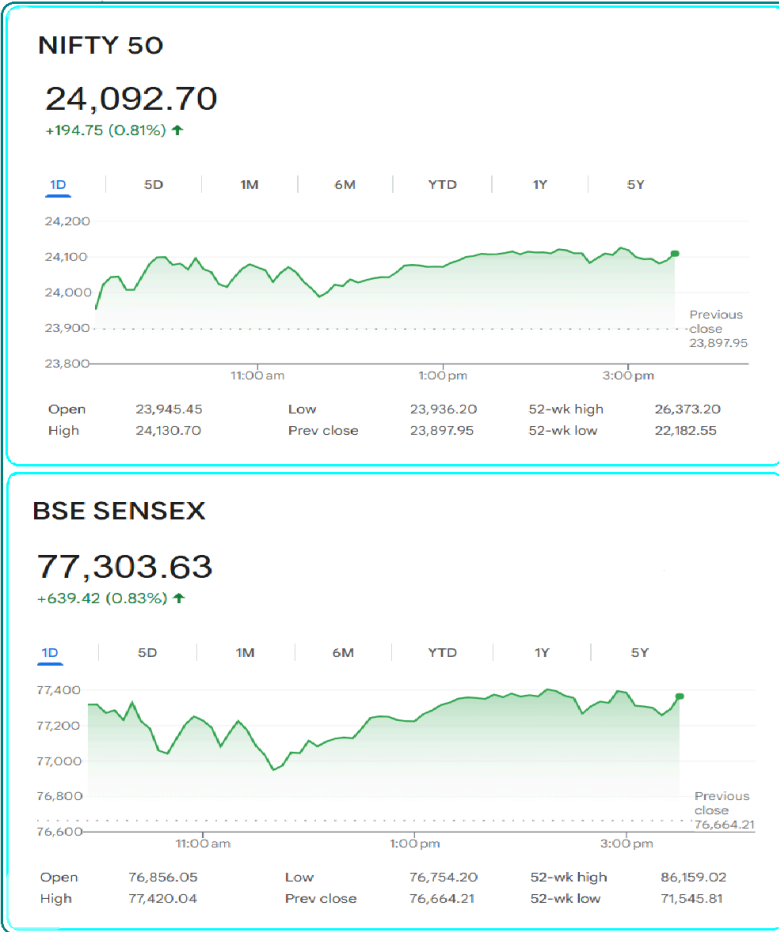 NIFTY 50
24,092.70
+194.75 (0.81%) ↑
1D 5D 1M 6M YTD 1Y 5Y
24,200
24,100
24,000
23,900
23,800
Previous
close
23,897.95
11:00 am 1:00 pm 3:00 pm
Open 23,945.45 Low 23,936.20 52-wk high 26,373.20
High 24,130.70 Prev close 23,897.95 52-wk low 22,182.55
BSE SENSEX
77,303.63
+639.42 (0.83%) ↑
1D 5D 1M 6M YTD 1Y 5Y
77,400
77,200
77,000
76,800
76,600
Previous
close
76,664.21
11:00 am 1:00 pm 3:00 pm
Open 76,856.05 Low 76,754.20 52-wk high 86,159.02
High 77,420.04 Prev close 76,664.21 52-wk low 71,545.81